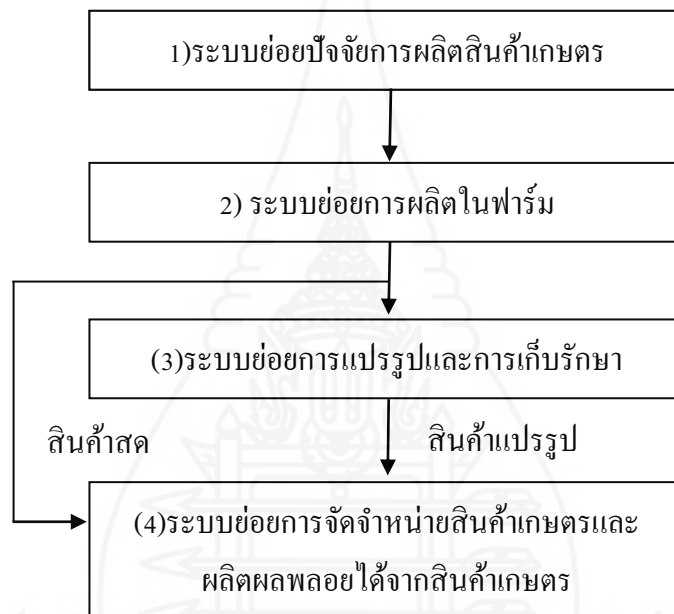 1)ระบบย่อยปัจจัยการผลิตสินค้าเกษตร
2) ระบบย่อยการผลิตในฟาร์ม
(3)ระบบย่อยการแปรรูปและการเก็บรักษา
สินค้าสด
สินค้าแปรรูป
(4)ระบบย่อยการจัดจำหน่ายสินค้าเกษตรและ
ผลิตผลพลอยได้จากสินค้าเกษตร